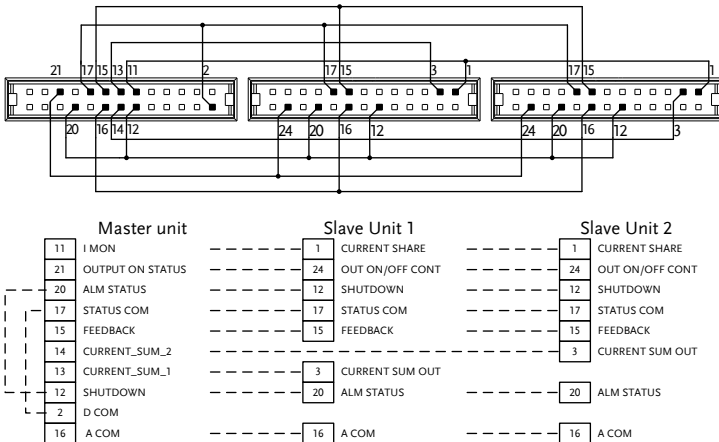 21 17 15 13 11 2 17 15 3 1 17 15 1
20 16 14 12 24 20 16 12 24 20 16 12 3
Master unit Slave Unit 1 Slave Unit 2
11 I MON 1 CURRENT SHARE 1 CURRENT SHARE
21 OUTPUT ON STATUS 24 OUT ON/OFF CONT 24 OUT ON/OFF CONT
20 ALM STATUS 12 SHUTDOWN 12 SHUTDOWN
17 STATUS COM 17 STATUS COM 17 STATUS COM
15 FEEDBACK 15 FEEDBACK 15 FEEDBACK
14 CURRENT_SUM_2 3 CURRENT SUM OUT
13 CURRENT_SUM_1 3 CURRENT SUM OUT
12 SHUTDOWN 20 ALM STATUS 20 ALM STATUS
2 D COM
16 A COM 16 A COM 16 A COM